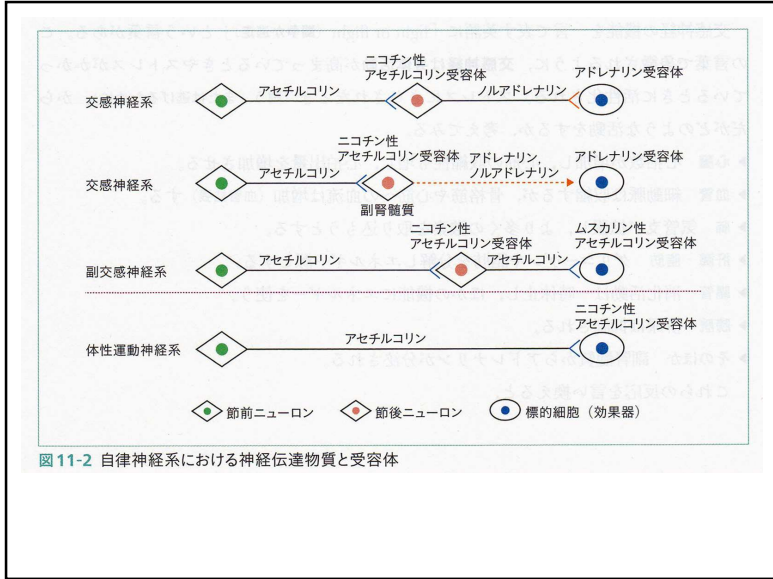 ニコチン性
アセチルコリン受容体
アドレナリン受容体
交感神経系
アセチルコリン
ノルアドレナリン
ニコチン性
アセチルコリン受容体
アドレナリン受容体
交感神経系
アセチルコリン
アドレナリン,
ノルアドレナリン
副腎髄質
ニコチン性
アセチルコリン受容体
ムスカリン性
アセチルコリン受容体
副交感神経系
アセチルコリン
アセチルコリン
ニコチン性
アセチルコリン受容体
体性運動神経系
アセチルコリン
節前ニューロン
節後ニューロン
標的細胞（効果器）
図11-2 自律神経系における神経伝達物質と受容体